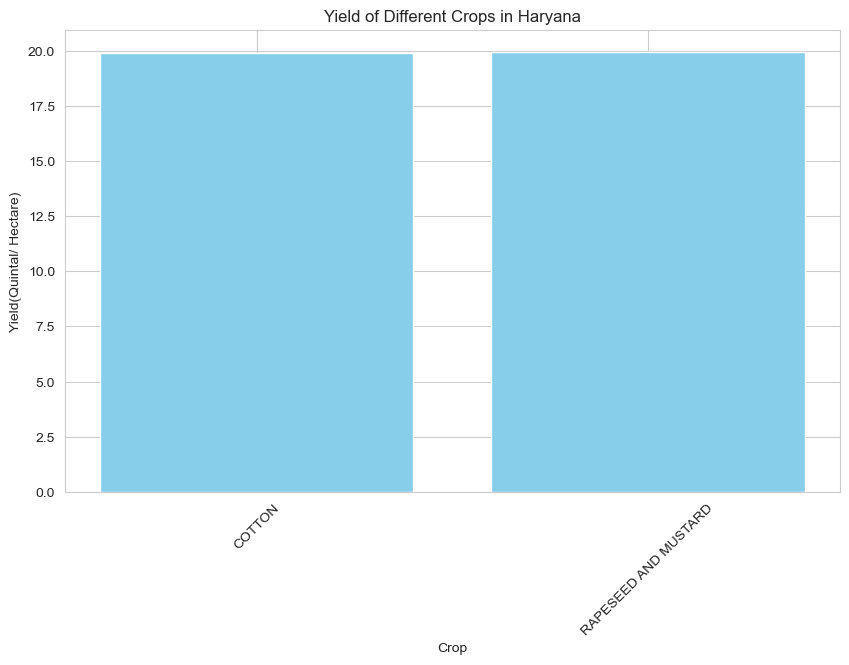 Yield of Different Crops in Haryana
Yield(Quintal/ Hectare)
20.0
17.5
15.0
12.5
10.0
7.5
5.0
2.5
0.0
COTTON
RAPESEED AND MUSTARD
Crop